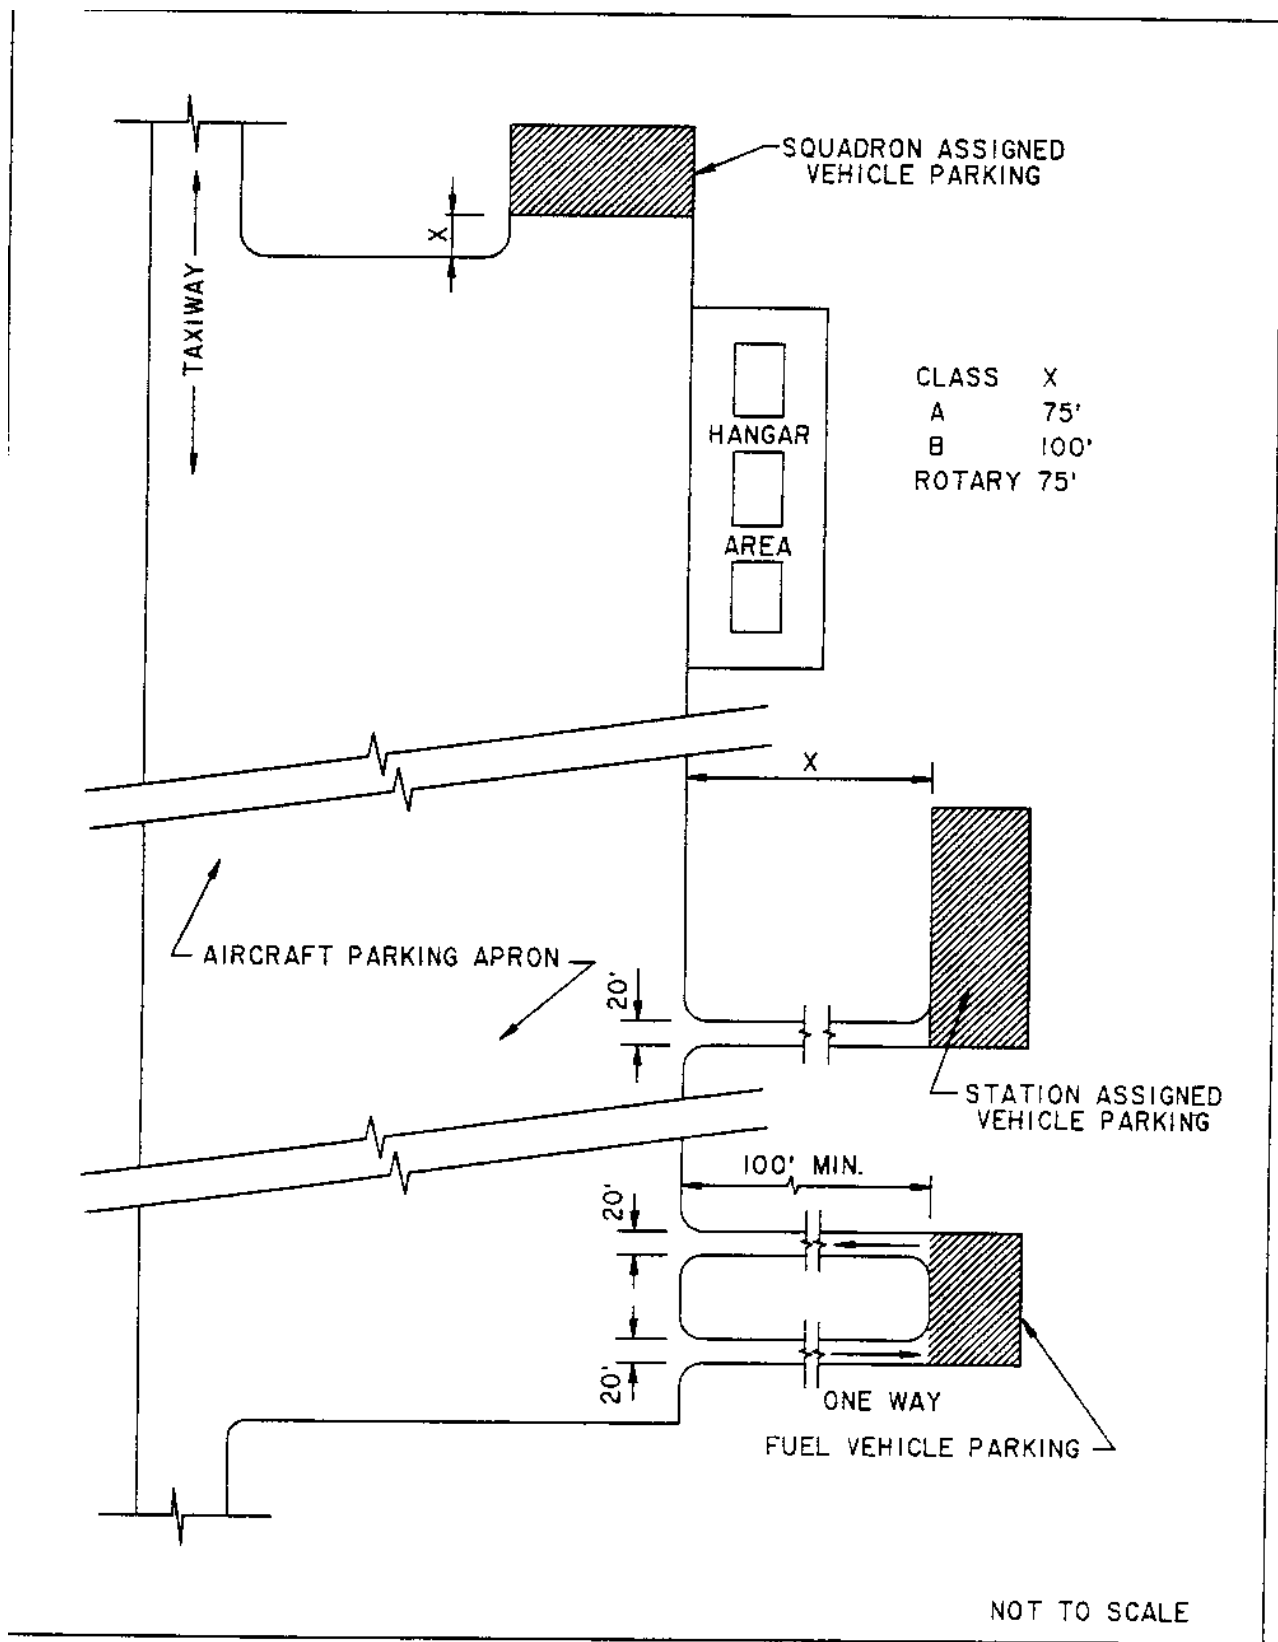 SQUADRON ASSIGNED
VEHICLE PARKING
X
TAXIWAY
CLASS X
A 75'
B 100'
ROTARY 75'
HANGAR
AREA
X
AIRCRAFT PARKING APRON
20'
STATION ASSIGNED
VEHICLE PARKING
100' MIN.
20'
20'
ONE WAY
FUEL VEHICLE PARKING
NOT TO SCALE